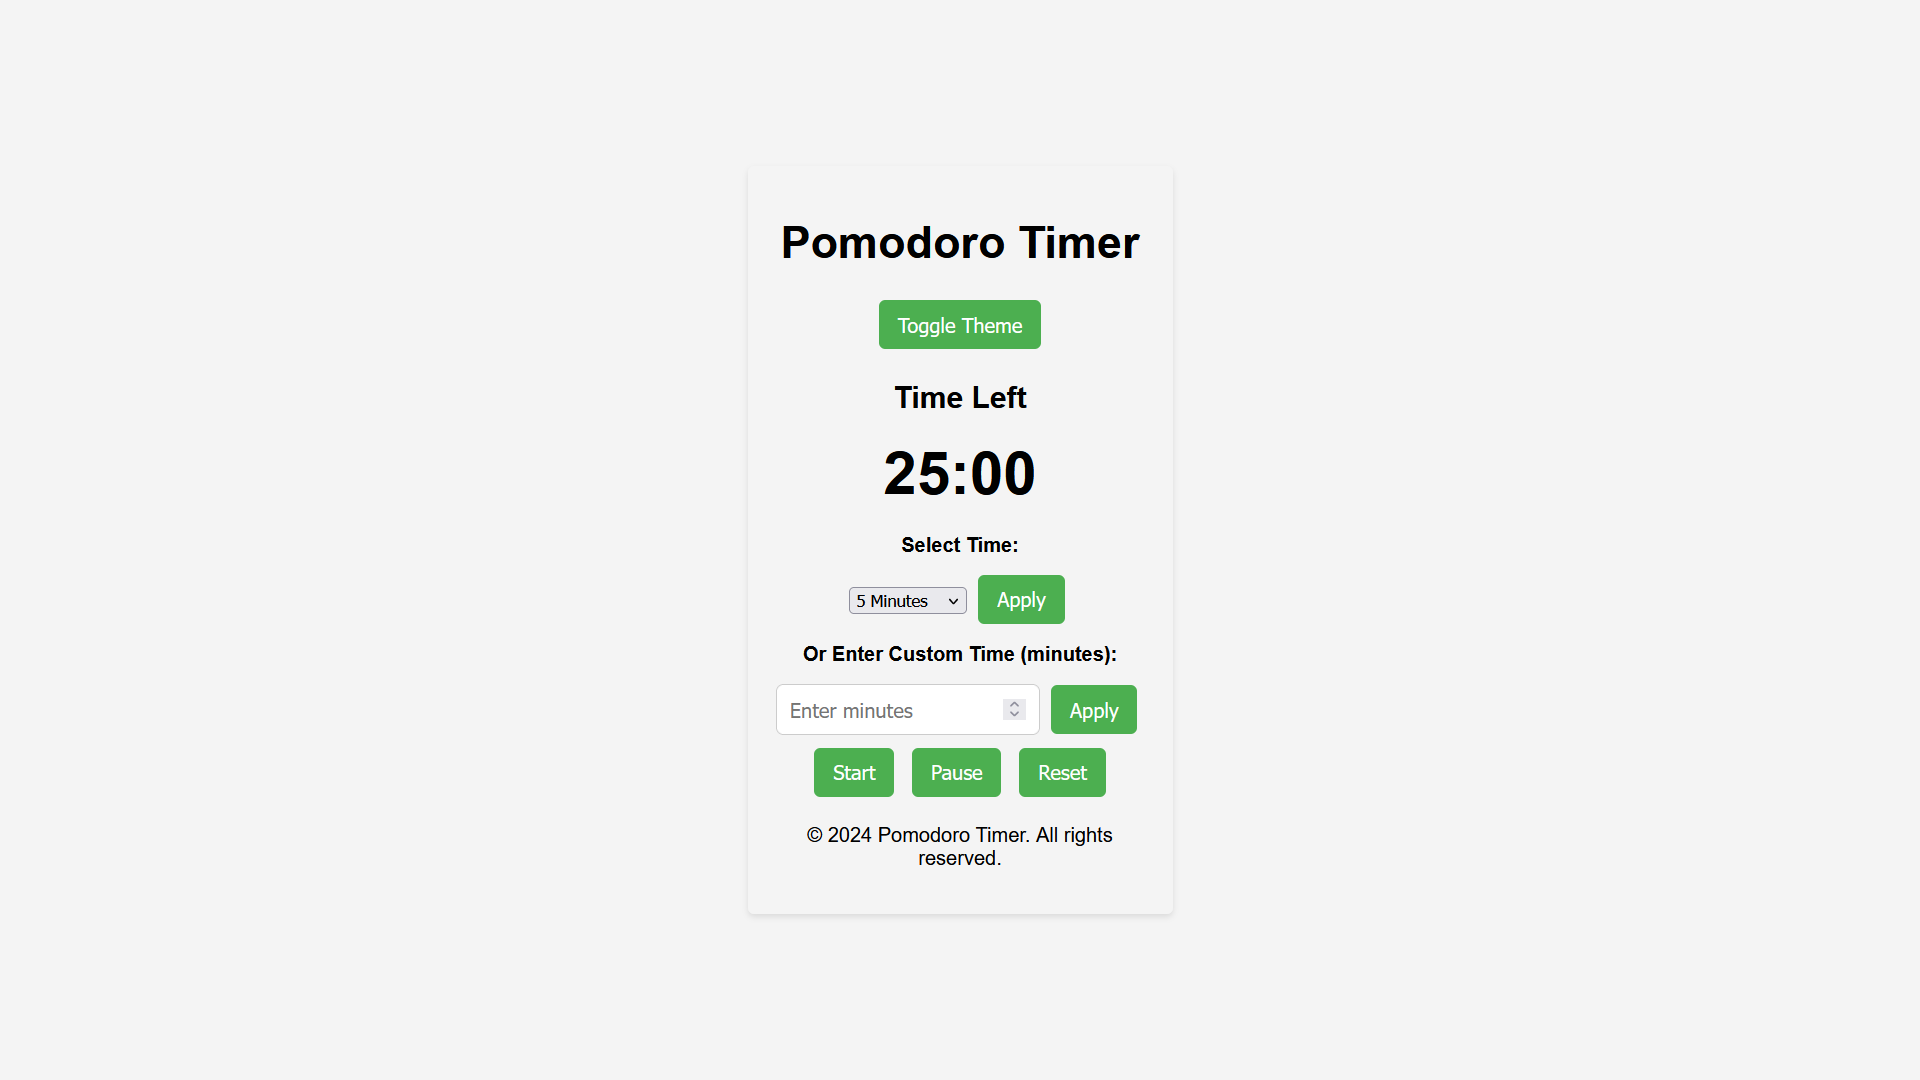 Pomodoro Timer
Toggle Theme
Time Left
25:00
Select Time:
5 Minutes Apply
Or Enter Custom Time (minutes):
Enter minutes Apply
Start Pause Reset
© 2024 Pomodoro Timer. All rights
reserved.